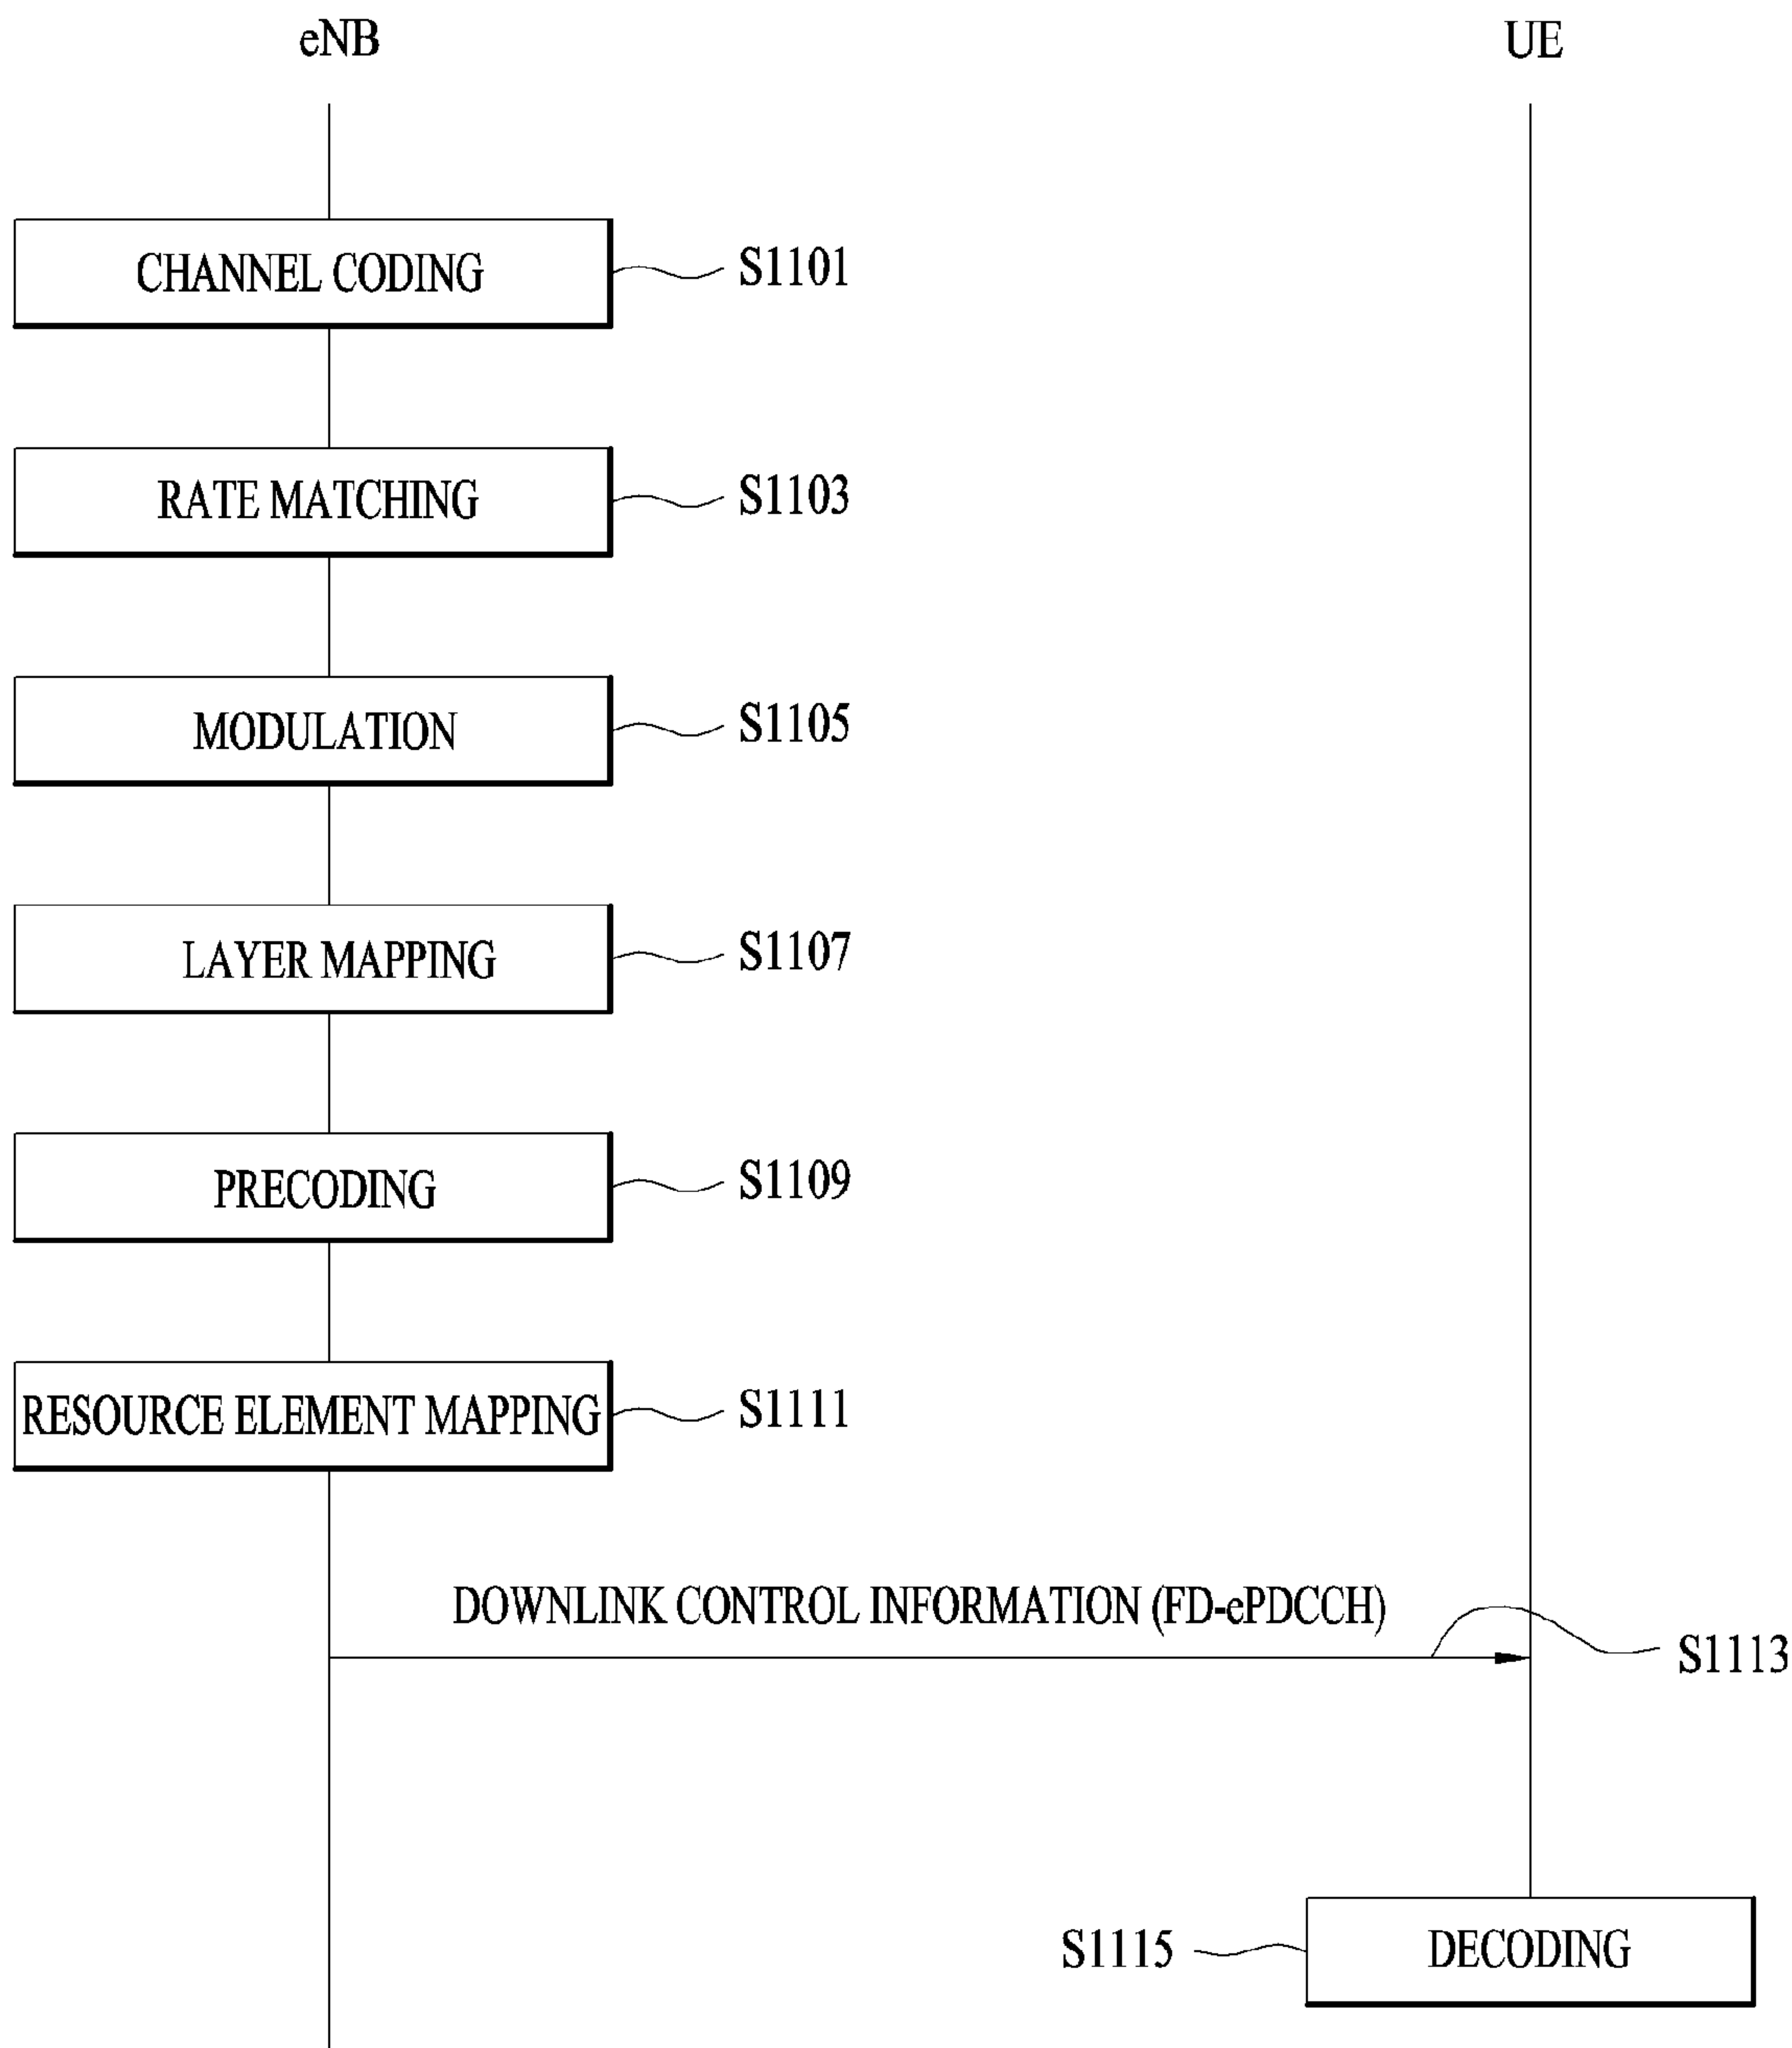 eNB
UE
CHANNEL CODING
S1101
RATE MATCHING
S1103
MODULATION
S1105
LAYER MAPPING
S1107
PRECODING
S1109
RESOURCE ELEMENT MAPPING
S1111
DOWNLINK CONTROL INFORMATION (FD-ePDCCH)
S1113
S1115
DECODING